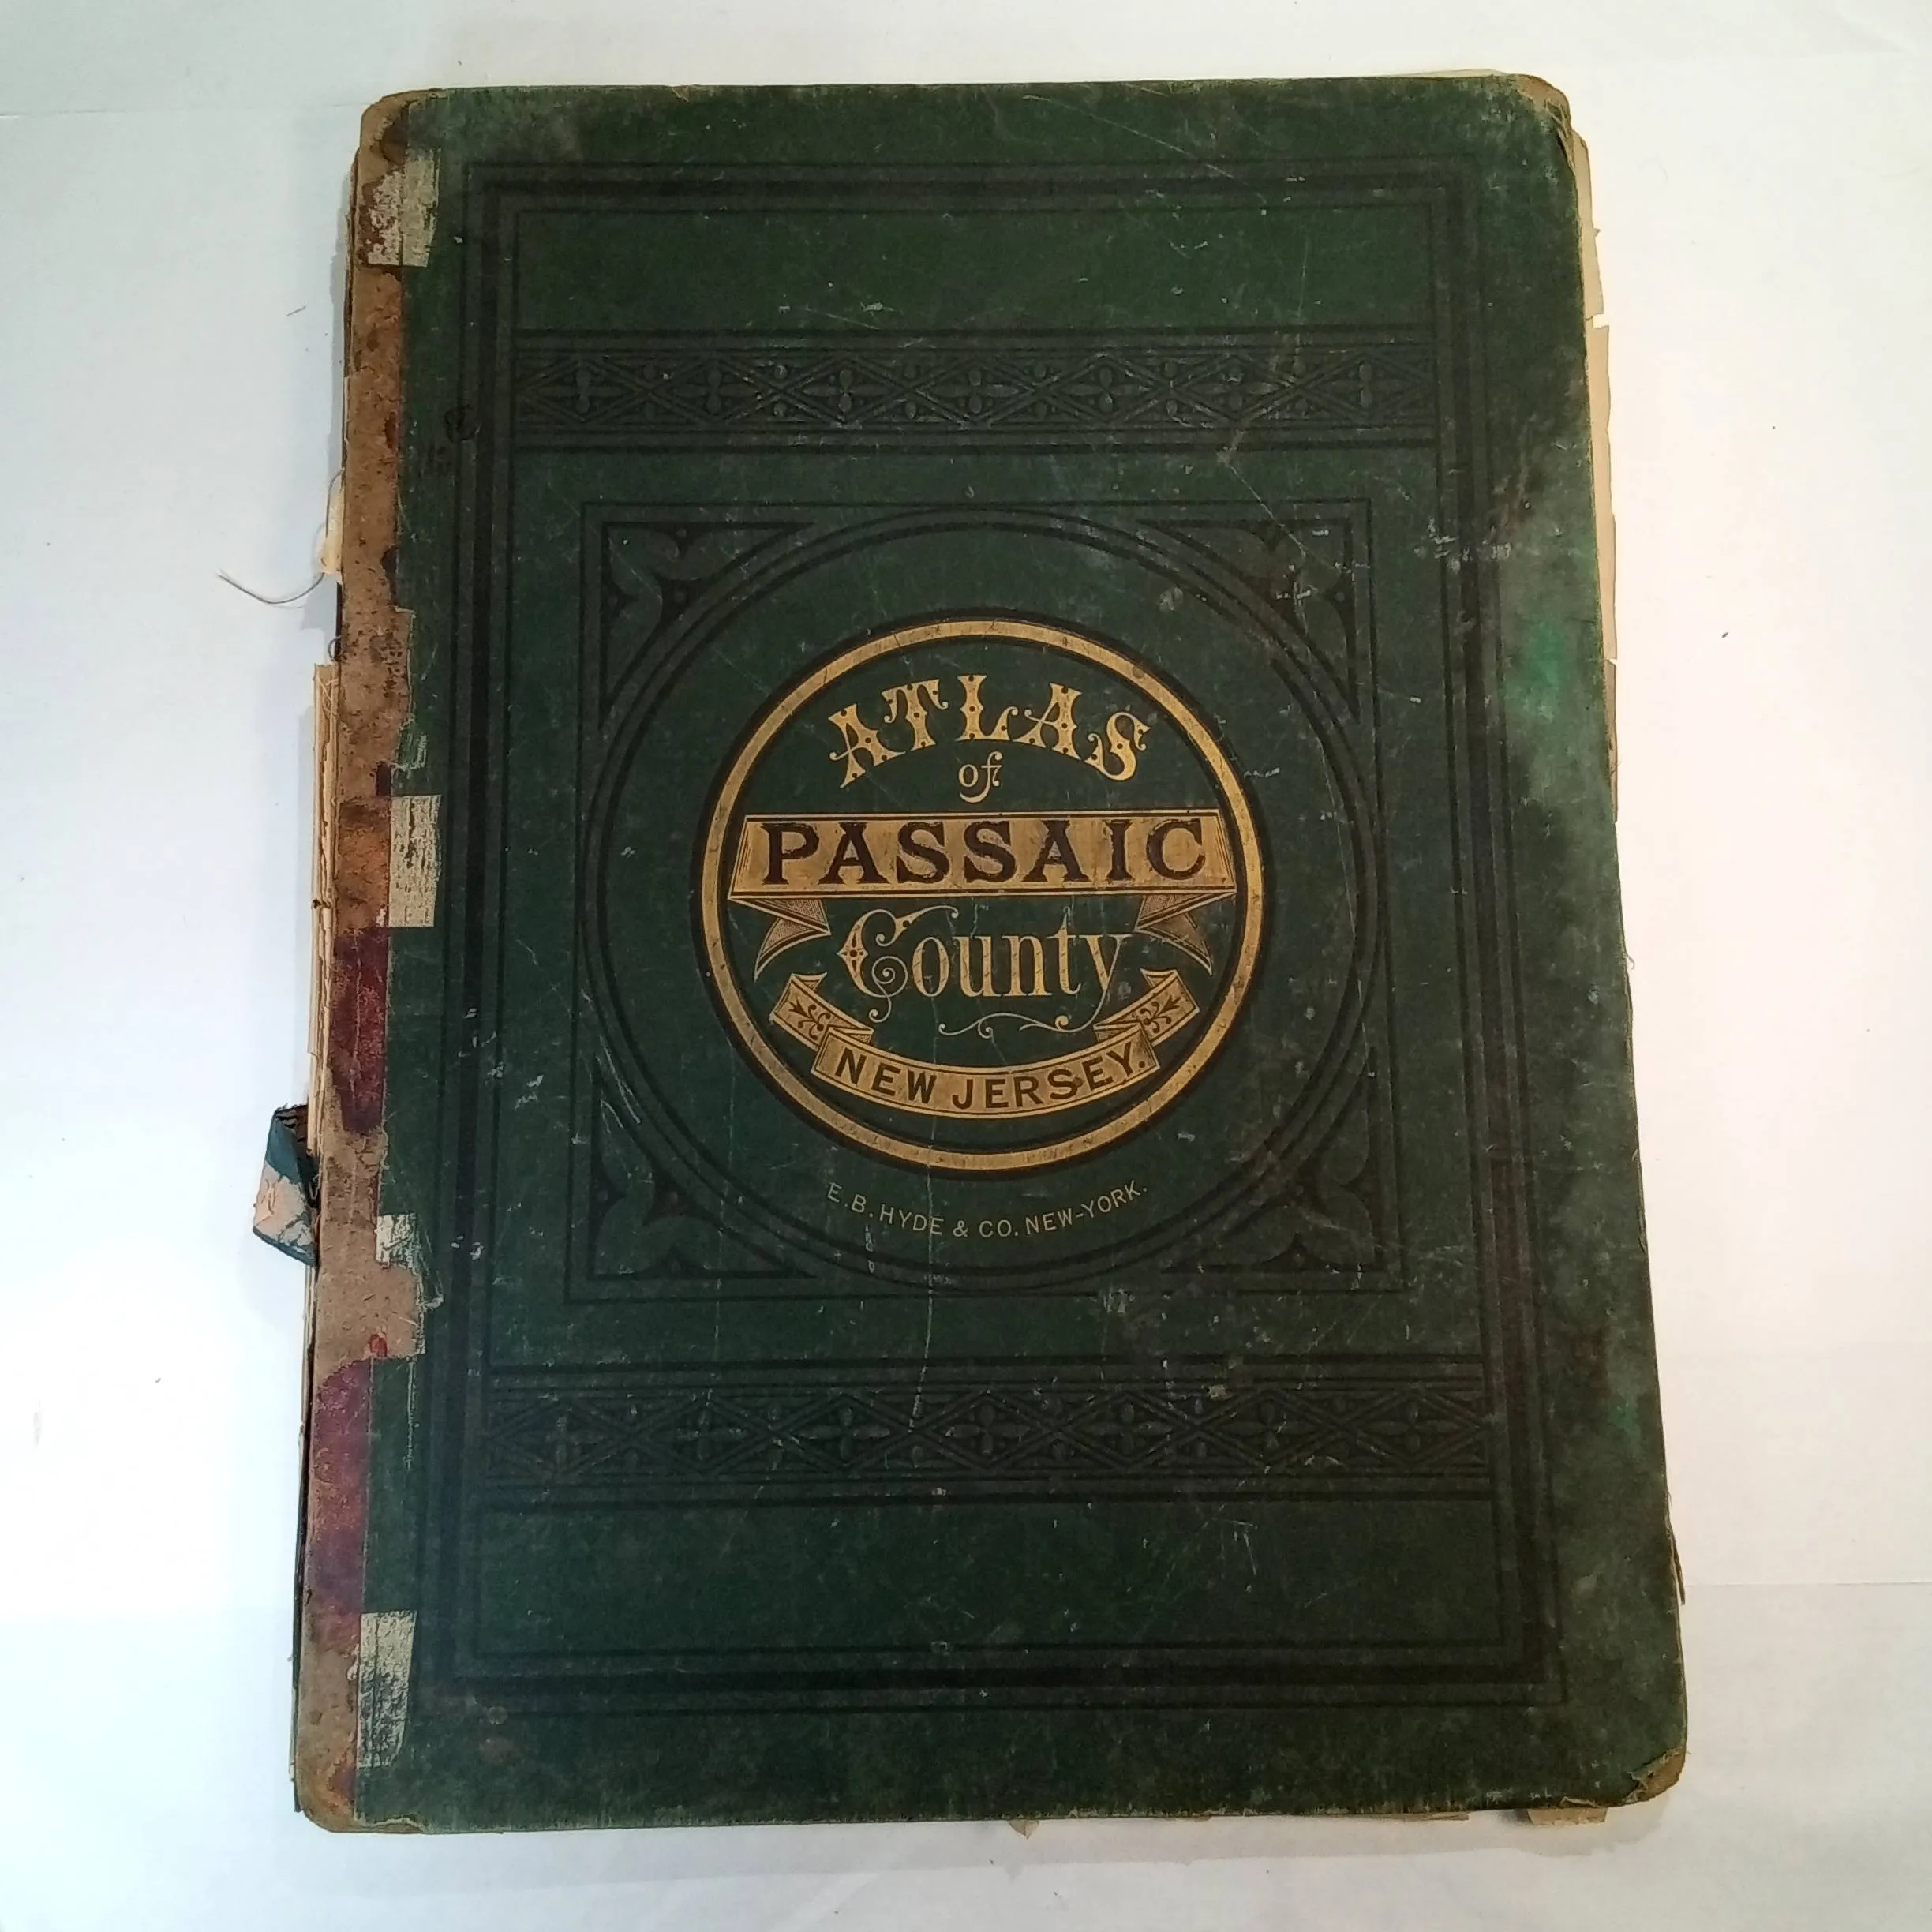 ATLAS
of
PASSAIC
County
NEW JERSEY.
E.B. HYDE & CO. NEW-YORK.